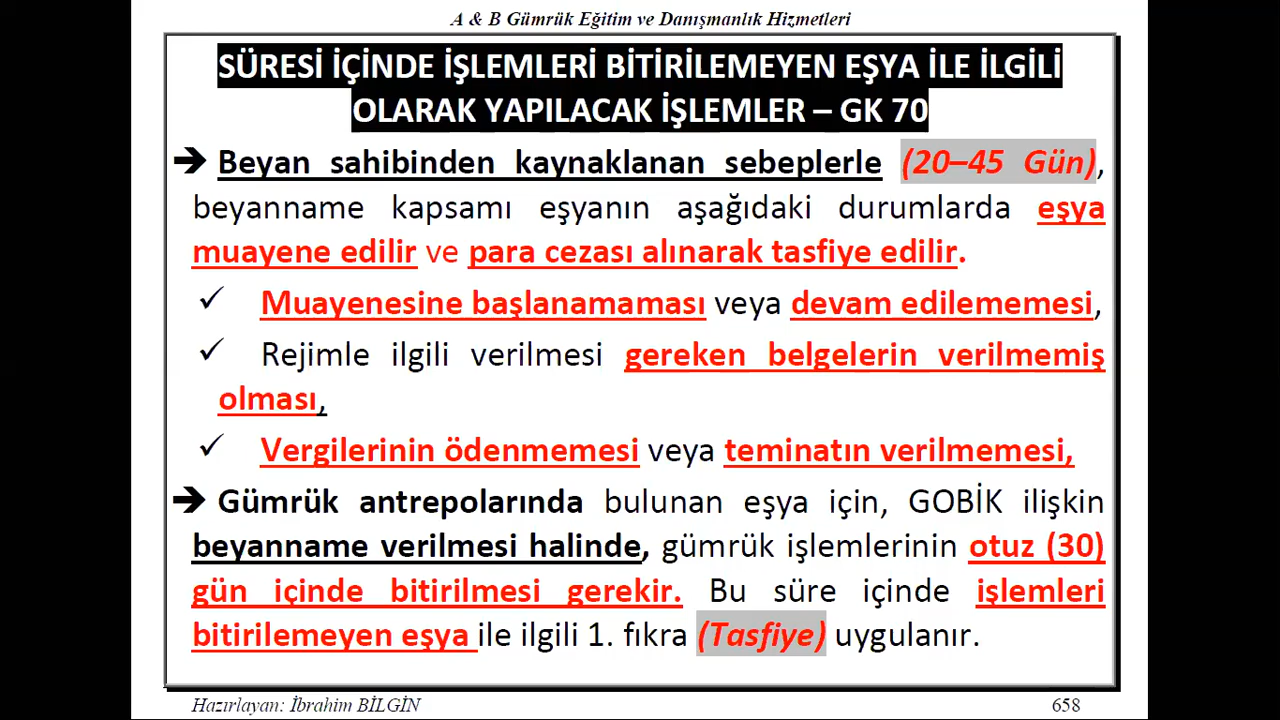 A & B Gümrük Eğitim ve Danışmanlık Hizmetleri
SÜRESİ İÇİNDE İŞLEMLERİ BİTİRİLEMEYEN EŞYA İLE İLGİLİ
OLARAK YAPILACAK İŞLEMLER – GK 70
➔ Beyan sahibinden kaynaklanan sebeplerle (20–45 Gün),
beyanname kapsamı eşyanın aşağıdaki durumlarda eşya
muayene edilir ve para cezası alınarak tasfiye edilir.
✓ Muayenesine başlanamaması veya devam edilememesi,
✓ Rejimle ilgili verilmesi gereken belgelerin verilmemiş
olması,
✓ Vergilerinin ödenmemesi veya teminatın verilmemesi,
➔ Gümrük antrepolarında bulunan eşya için, GOBİK ilişkin
beyanname verilmesi halinde, gümrük işlemlerinin otuz (30)
gün içinde bitirilmesi gerekir. Bu süre içinde işlemleri
bitirilemeyen eşya ile ilgili 1. fıkra (Tasfiye) uygulanır.
Hazırlayan: İbrahim BİLGİN 658